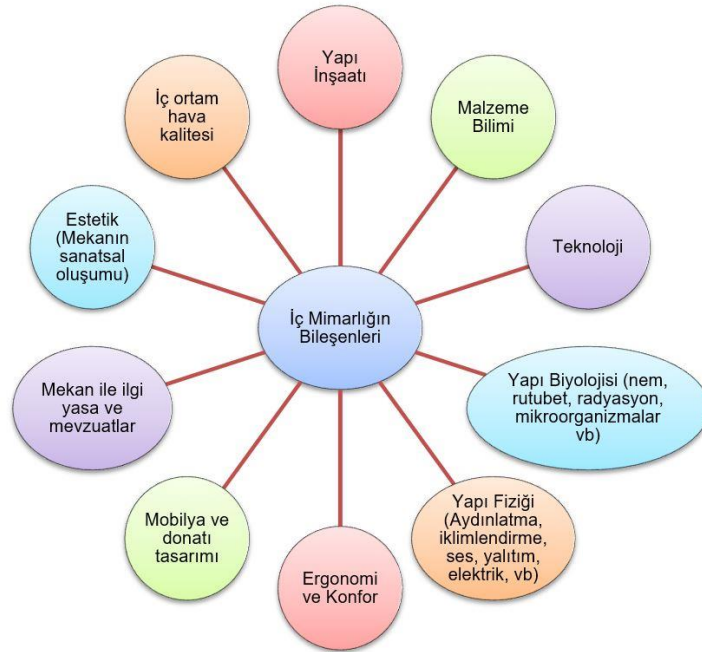 Yapı
İnşaatı
Malzeme
Bilimi
Teknoloji
Yapı Biyolojisi (nem,
rutubet, radyasyon,
mikroorganizmalar
vb)
Yapı Fiziği
(Aydınlatma,
iklimlendirme,
ses, yalıtım,
elektrik, vb)
Ergonomi
ve Konfor
Mobilya ve
donatı
tasarımı
Mekan ile ilgi
yasa ve
mevzuatlar
Estetik
(Mekanın
sanatsal
oluşumu)
İç ortam
hava
kalitesi
İç Mimarlığın
Bileşenleri